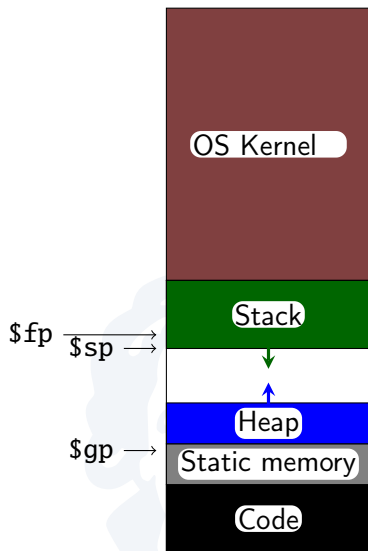 OS Kernel
Stack
$fp
$sp
Heap
$gp
Static memory
Code